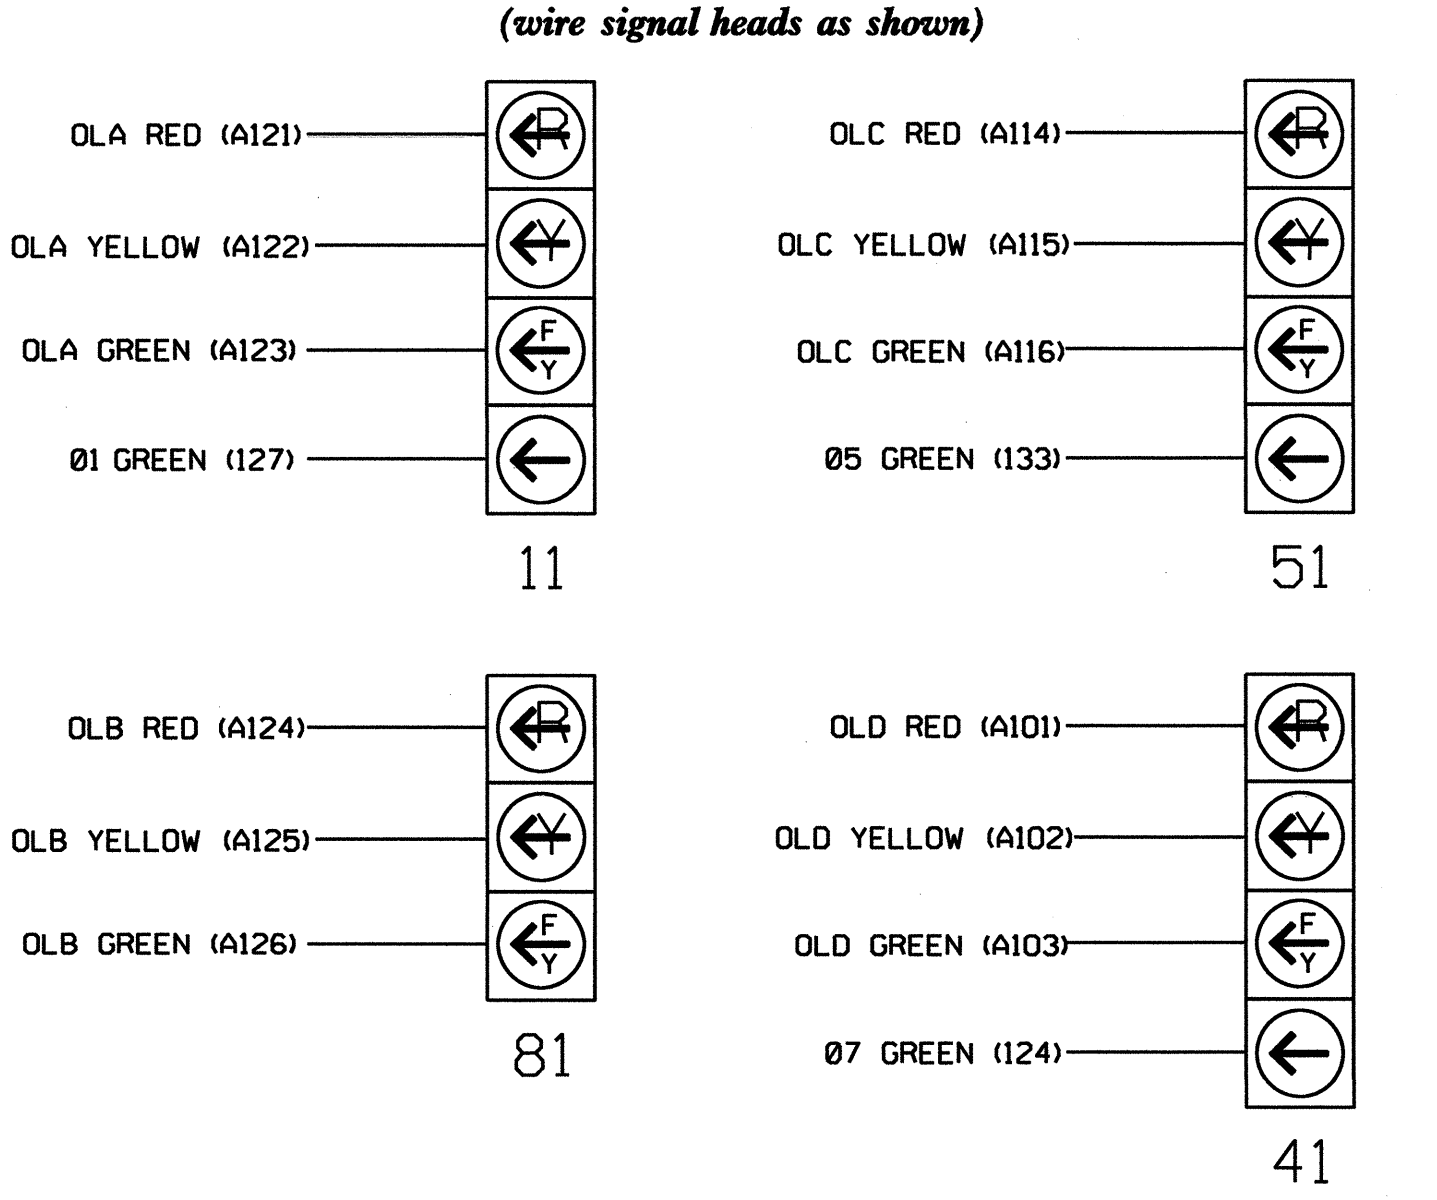 (wire signal heads as shown)
OLA RED (A121)
R
OLA YELLOW (A122)
Y
OLA GREEN (A123)
F
Y
Ø1 GREEN (127)
11
OLC RED (A114)
R
OLC YELLOW (A115)
Y
OLC GREEN (A116)
F
Y
Ø5 GREEN (133)
51
OLB RED (A124)
R
OLB YELLOW (A125)
Y
OLB GREEN (A126)
F
Y
81
OLD RED (A101)
R
OLD YELLOW (A102)
Y
OLD GREEN (A103)
F
Y
Ø7 GREEN (124)
41